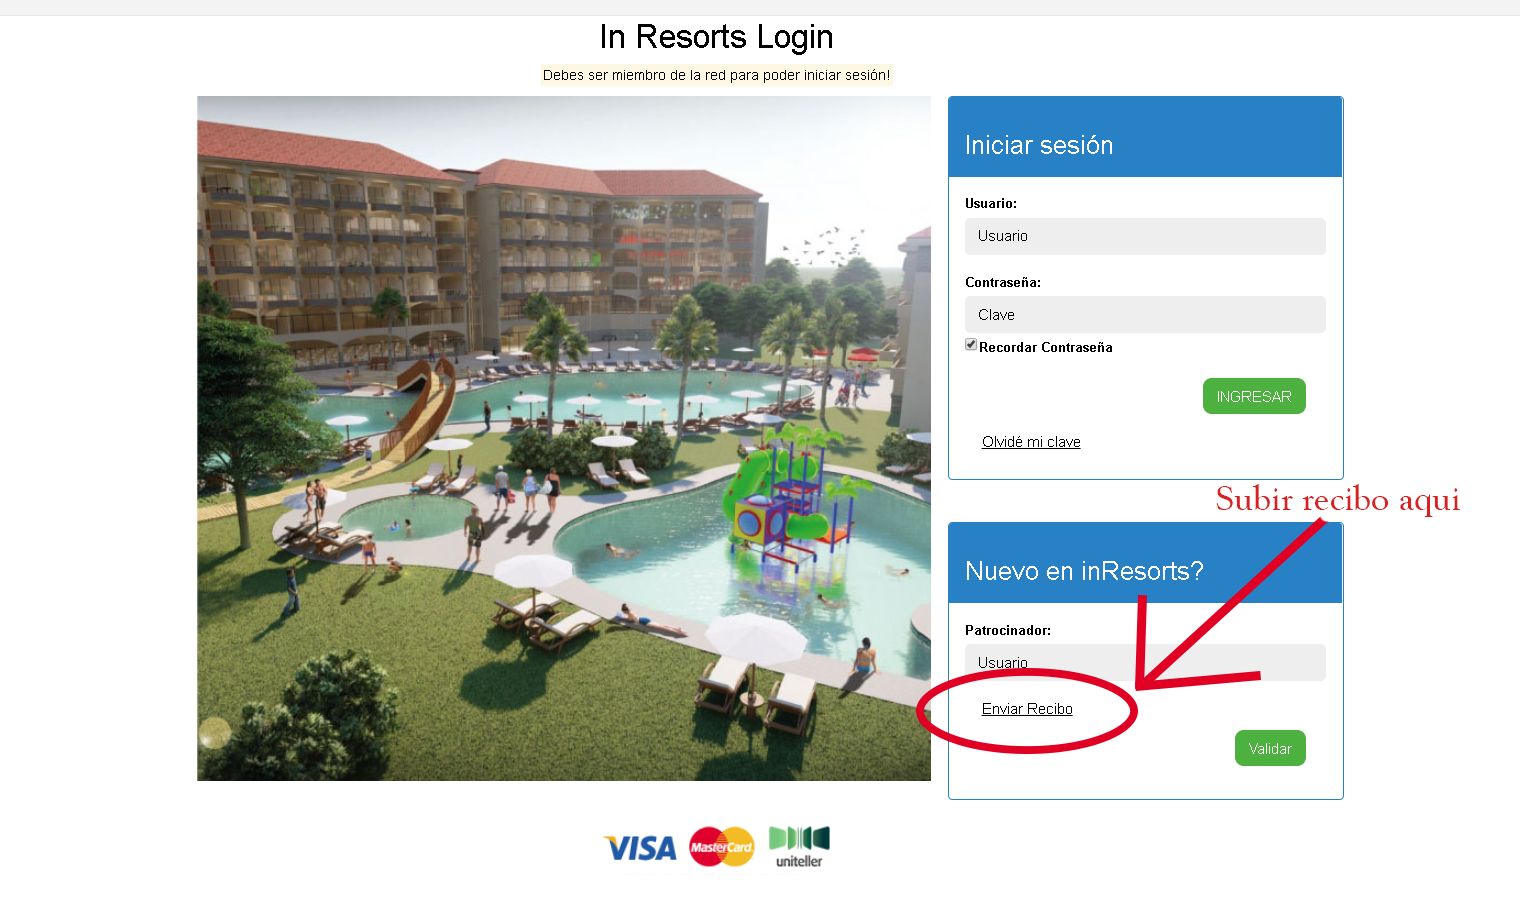 In Resorts Login
Debes ser miembro de la red para poder iniciar sesión!
Iniciar sesión
Usuario:
Usuario
Contraseña:
Clave
Recordar Contraseña
INGRESAR
Olvidé mi clave
Subir recibo aqui
Nuevo en inResorts?
Patrocinador:
Usuario
Enviar Recibo
Validar
VISA MasterCard uniteller